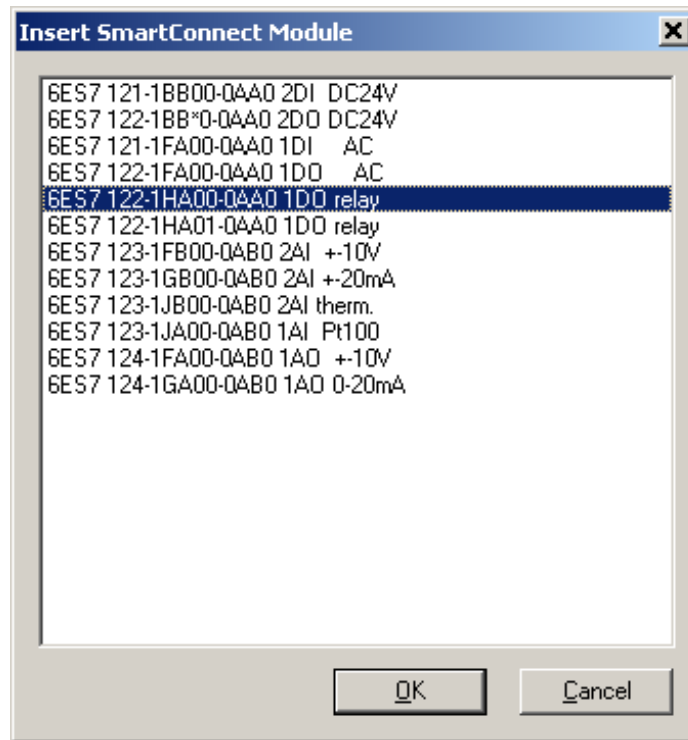 Insert SmartConnect Module
6ES7 121-1BB00-0AA0 2DI DC24V
6ES7 122-1BB*0-0AA0 2DO DC24V
6ES7 121-1FA00-0AA0 1DI AC
6ES7 122-1FA00-0AA0 1DO AC
6ES7 122-1HA00-0AA0 1DO relay
6ES7 122-1HA01-0AA0 1DO relay
6ES7 123-1FB00-0AB0 2AI +-10V
6ES7 123-1GB00-0AB0 2AI +-20mA
6ES7 123-1JB00-0AB0 2AI therm.
6ES7 123-1JA00-0AB0 1AI Pt100
6ES7 124-1FA00-0AB0 1AO +-10V
6ES7 124-1GA00-0AB0 1AO 0-20mA
OK Cancel